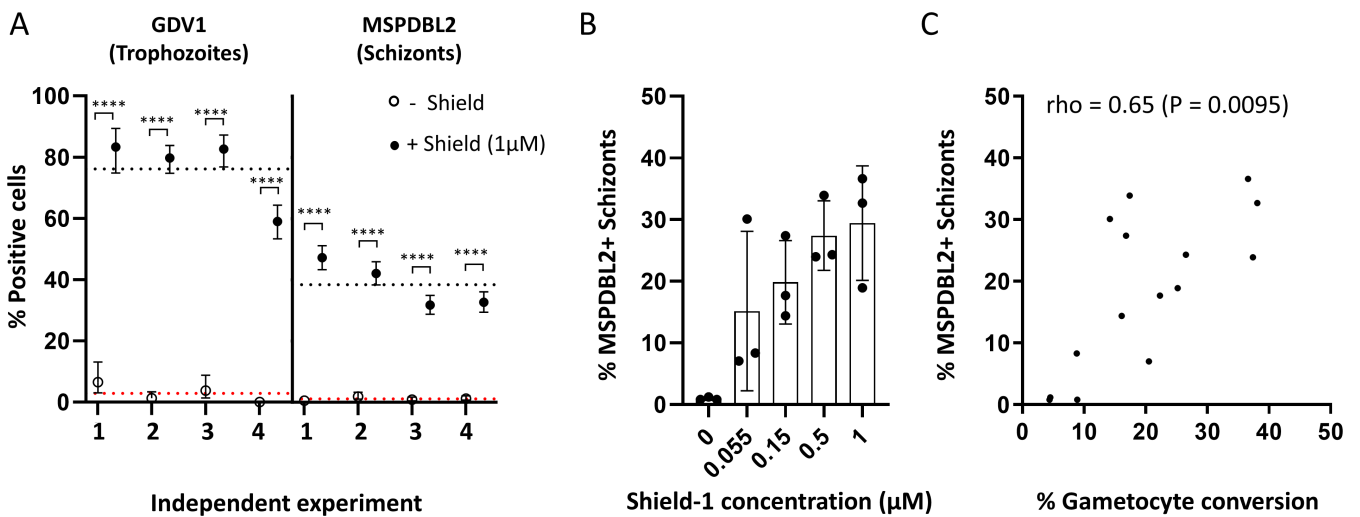 A
GDV1
(Trophozoites)
MSPDBL2
(Schizonts)
- Shield
+ Shield (1µM)
% Positive cells
100
80
60
40
20
0
****
****
****
****
****
****
****
****
1 2 3 4 1 2 3 4
Independent experiment
B
% MSPDBL2+ Schizonts
50
40
30
20
10
0
0 0.055 0.15 0.5 1
Shield-1 concentration (µM)
C
rho = 0.65 (P = 0.0095)
% MSPDBL2+ Schizonts
50
40
30
20
10
0
0 10 20 30 40 50
% Gametocyte conversion